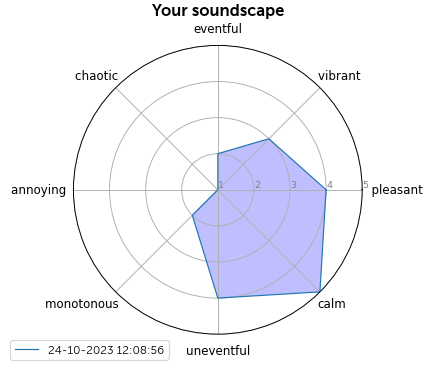 Your soundscape
eventful
chaotic
vibrant
annoying
1 2 3 4 5
pleasant
monotonous
calm
uneventful
24-10-2023 12:08:56